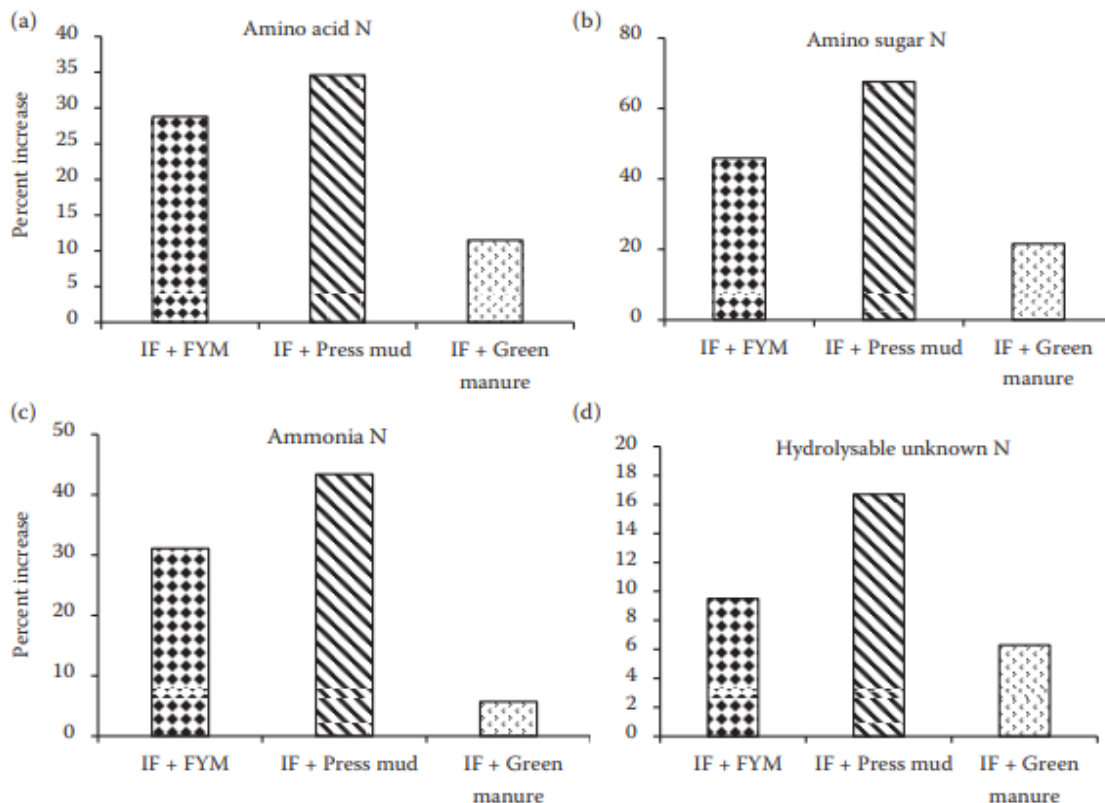 (a)
Amino acid N
Percent increase
40
35
30
25
20
15
10
5
0
IF + FYM
IF + Press mud
IF + Green
manure
(b)
Amino sugar N
80
60
40
20
0
IF + FYM
IF + Press mud
IF + Green
manure
(c)
Ammonia N
Percent increase
50
40
30
20
10
0
IF + FYM
IF + Press mud
IF + Green
manure
(d)
Hydrolysable unknown N
20
18
16
14
12
10
8
6
4
2
0
IF + FYM
IF + Press mud
IF + Green
manure